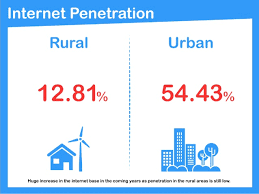 Internet Penetration
Rural Urban
12.81% 54.43%
Huge increase in the internet base in the coming years as penetration in the rural areas is still low.